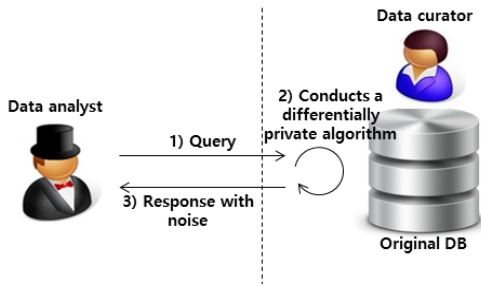 Data curator
Data analyst
2) Conducts a
differentially
private algorithm
1) Query
3) Response with
noise
Original DB